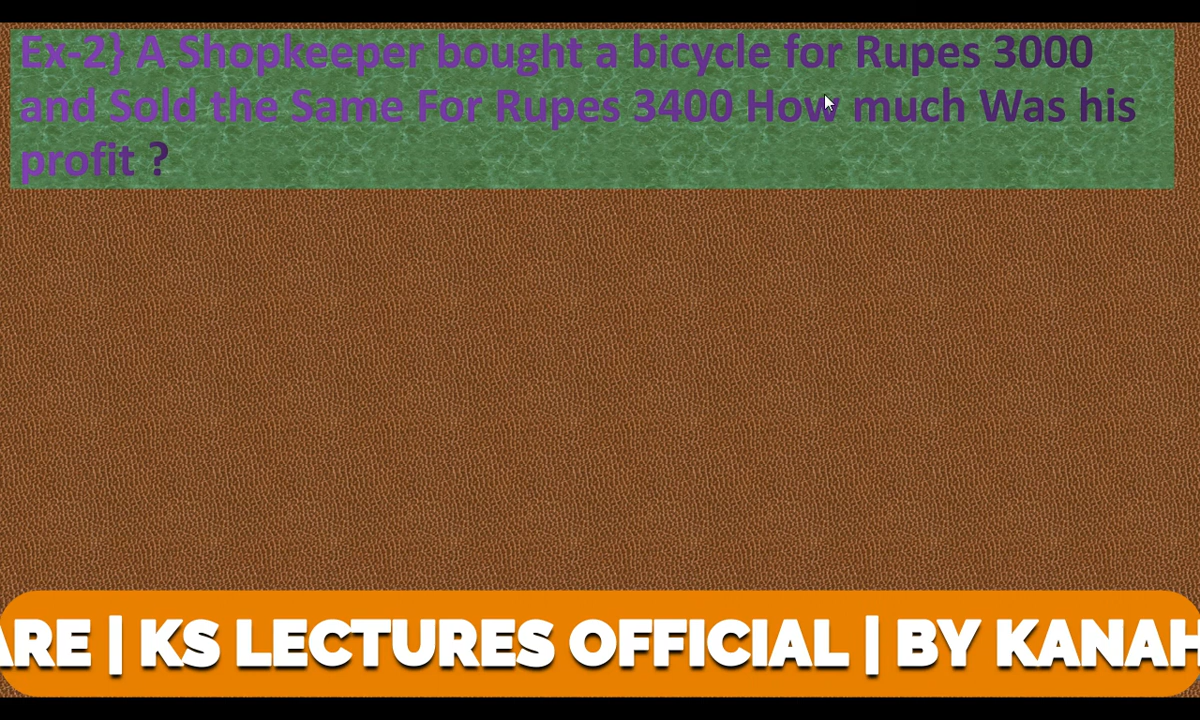 Ex-2} A Shopkeeper bought a bicycle for Rupes 3000
and Sold the Same For Rupes 3400 How much Was his
profit ?
ARE | KS LECTURES OFFICIAL | BY KANAH